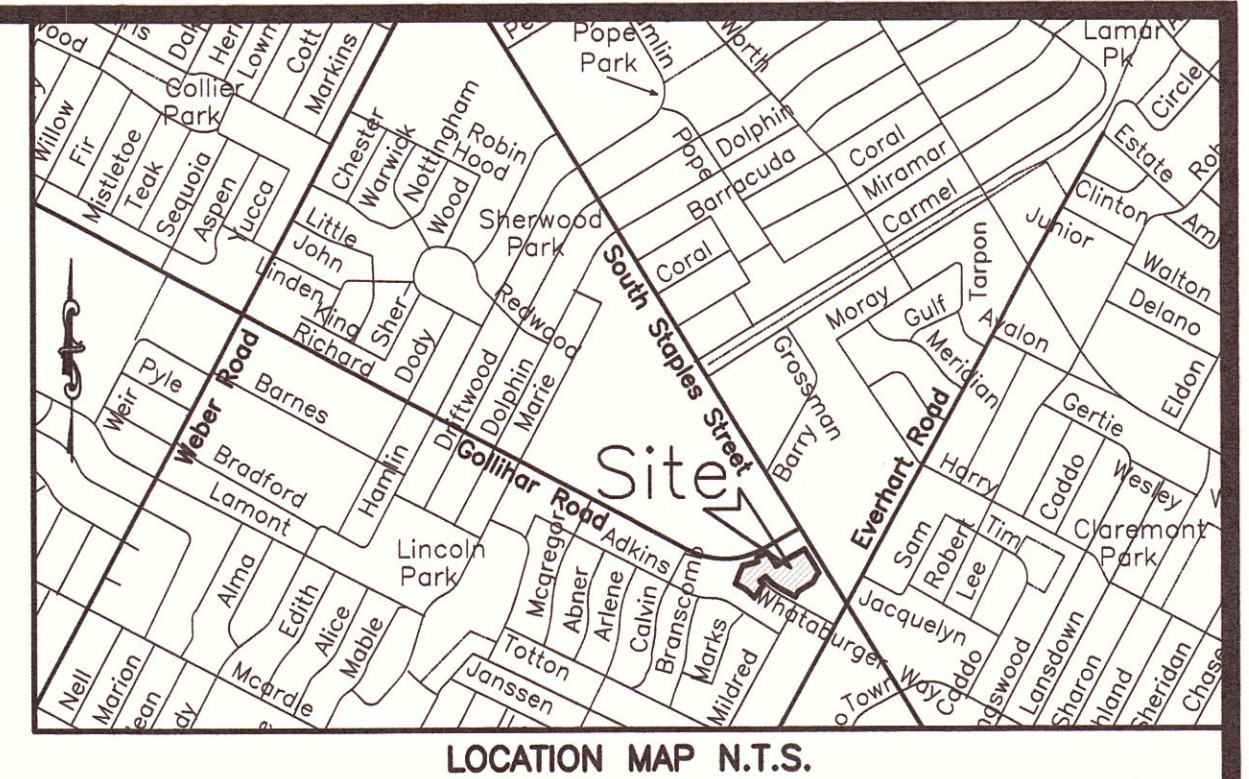 Pope
Park
Worth
Lamar
Pk
Circle
Collier
Park
Cott
Markins
Willow
Fir
Mistletoe
Teak
Sequoia
Aspen
Yucca
Chester
Warwick
Nottingham
Robin
Hood
Wood
Sherwood
Park
Little
John
Linden
King
Richard
Sher-
Dody
Redwood
Pope
Dolphin
Barracuda
Coral
Coral
Miramar
Carmel
Estate
Clinton
Junior
Walton
Delano
Eldon
Tarpon
Moray
Gulf
Meridian
Avalon
Gertie
South Staples Street
Grossman
Barry
Everhart Road
Weber Road
Pyle
Weir
Barnes
Bradford
Lamont
Hamlin
Driftwood
Dolphin
Marie
Gollihar Road
Site
Harry
Caddo
Wesley
Claremont
Park
Sam
Robert
Lee
Tim
Lincoln
Park
Mcgregor
Abner
Arlene
Calvin
Branscomb
Adkins
Marks
Mildred
Whataburger Way
Jacquelyn
Caddo
Lansdown
Sharon
Sheridan
Alma
Edith
Alice
Mable
Mcardle
Totton
Janssen
Nell
Marion
o Town
ngswood
hland
Chase
LOCATION MAP N.T.S.